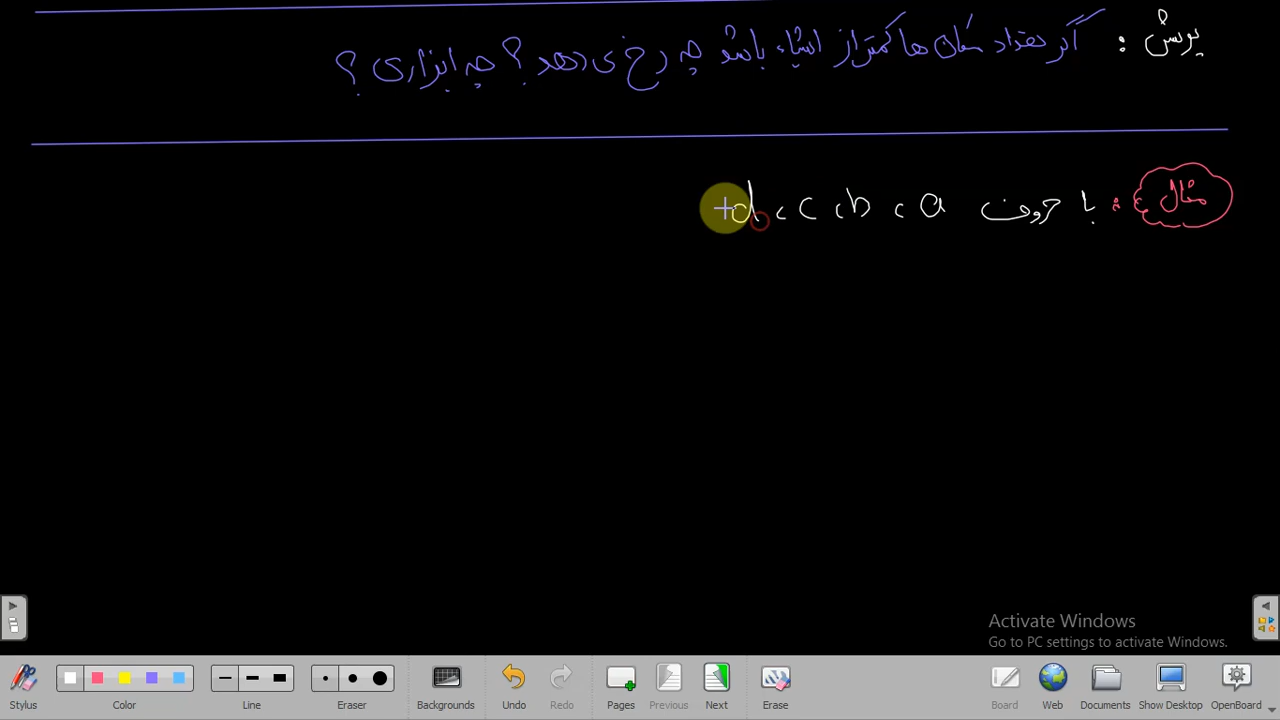 پرسش : اگر تعداد مکان ها کمتر از اشیاء باشد چه رخ می دهد ؟ چه ابزاری ؟
مثال : با حروف a ، b ، c ، d
Activate Windows
Go to PC settings to activate Windows.
Stylus Color Line Eraser Backgrounds Undo Redo Pages Previous Next Erase Board Web Documents Show Desktop OpenBoard